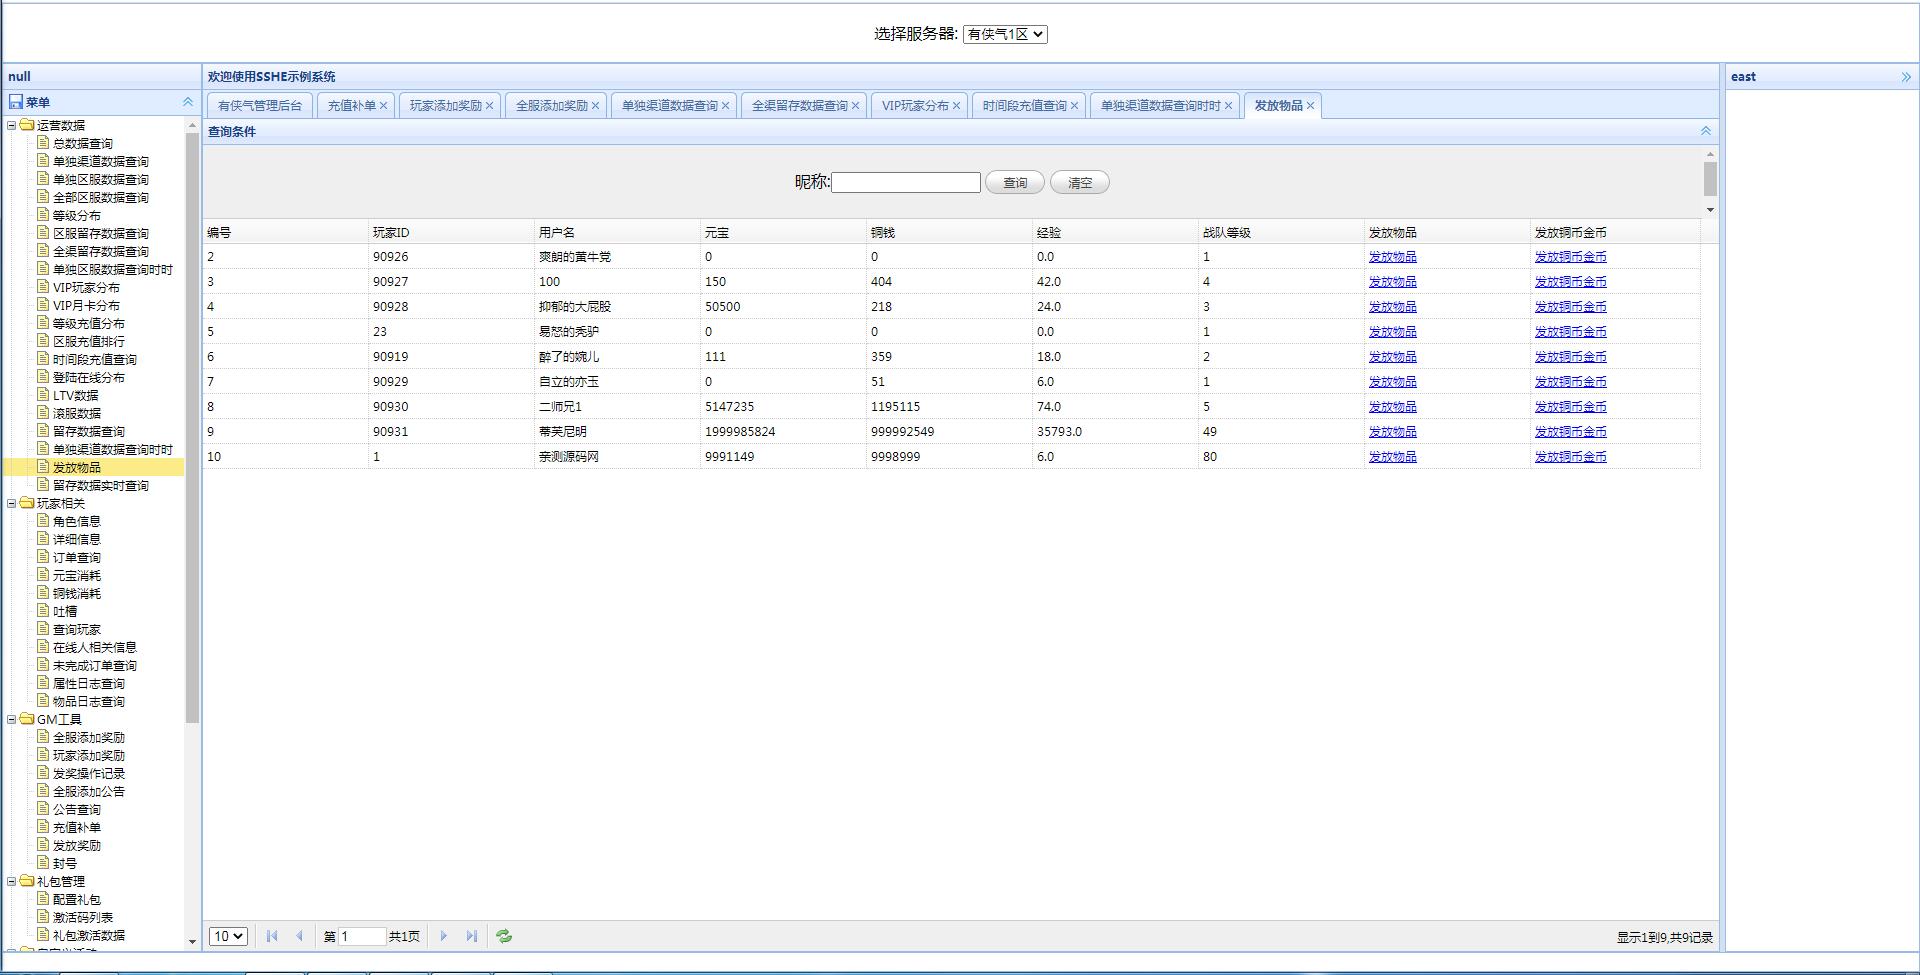 选择服务器: 有侠气1区
null
菜单
运营数据
总数据查询
单独渠道数据查询
单独区服数据查询
全部区服数据查询
等级分布
区服留存数据查询
全渠留存数据查询
单独区服数据查询时时
VIP玩家分布
VIP月卡分布
等级充值分布
区服充值排行
时间段充值查询
登陆在线分布
LTV数据
滚服数据
留存数据查询
单独渠道数据查询时时
发放物品
留存数据实时查询
玩家相关
角色信息
详细信息
订单查询
元宝消耗
铜钱消耗
吐槽
查询玩家
在线人相关信息
未完成订单查询
属性日志查询
物品日志查询
GM工具
全服添加奖励
玩家添加奖励
发奖操作记录
全服添加公告
公告查询
充值补单
发放奖励
封号
礼包管理
配置礼包
激活码列表
礼包激活数据
欢迎使用SSHE示例系统
有侠气管理后台 充值补单 玩家添加奖励 全服添加奖励 单独渠道数据查询 全渠留存数据查询 VIP玩家分布 时间段充值查询 单独渠道数据查询时时 发放物品
查询条件
昵称: 查询 清空
编号 玩家ID 用户名 元宝 铜钱 经验 战队等级 发放物品 发放铜币金币
2 90926 爽朗的黄牛党 0 0 0.0 1 发放物品 发放铜币金币
3 90927 100 150 404 42.0 4 发放物品 发放铜币金币
4 90928 抑郁的大屁股 50500 218 24.0 3 发放物品 发放铜币金币
5 23 易怒的秃驴 0 0 0.0 1 发放物品 发放铜币金币
6 90919 醉了的婉儿 111 359 18.0 2 发放物品 发放铜币金币
7 90929 自立的亦玉 0 51 6.0 1 发放物品 发放铜币金币
8 90930 二师兄1 5147235 1195115 74.0 5 发放物品 发放铜币金币
9 90931 蒂芙尼明 1999985824 999992549 35793.0 49 发放物品 发放铜币金币
10 1 亲测源码网 9991149 9998999 6.0 80 发放物品 发放铜币金币
10 第 1 共1页 显示1到9,共9记录
east